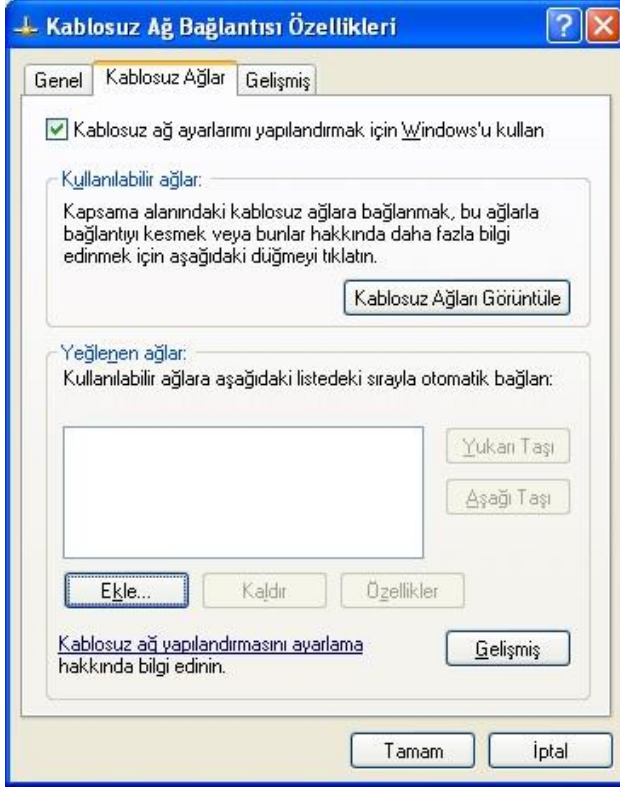 Kablosuz Ağ Bağlantısı Özellikleri
Genel
Kablosuz Ağlar
Gelişmiş
Kablosuz ağ ayarlarımı yapılandırmak için Windows'u kullan
Kullanılabilir ağlar:
Kapsama alanındaki kablosuz ağlara bağlanmak, bu ağlarla
bağlantıyı kesmek veya bunlar hakkında daha fazla bilgi
edinmek için aşağıdaki düğmeyi tıklatın.
Kablosuz Ağları Görüntüle
Yeğlenen ağlar:
Kullanılabilir ağlara aşağıdaki listedeki sırayla otomatik bağlan:
Yukarı Taşı
Aşağı Taşı
Ekle...
Kaldır
Özellikler
Kablosuz ağ yapılandırmasını ayarlama
hakkında bilgi edinin.
Gelişmiş
Tamam
İptal